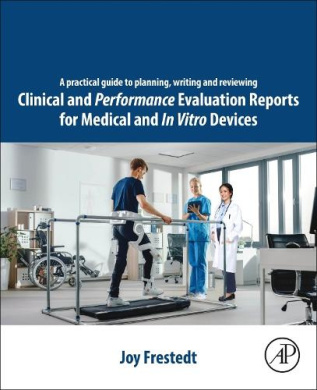 A practical guide to planning, writing and reviewing
Clinical and Performance Evaluation Reports
for Medical and In Vitro Devices
Joy Frestedt
AP